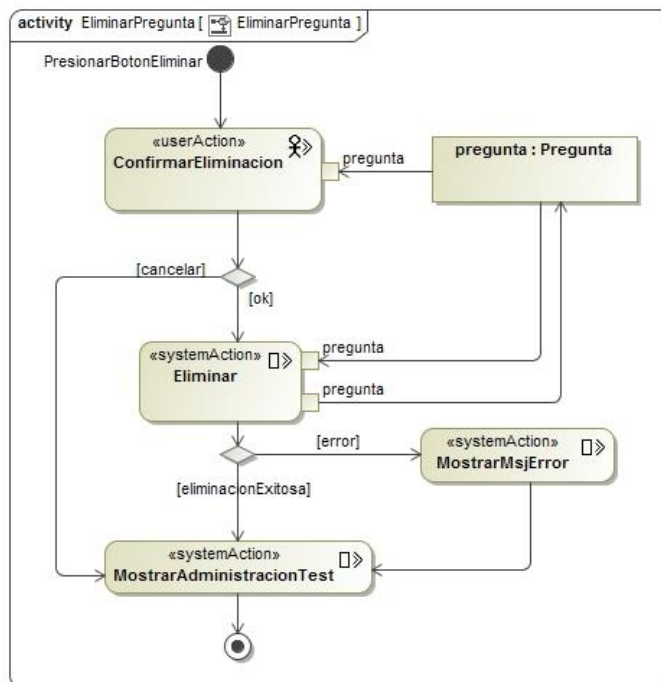 activity EliminarPregunta [ EliminarPregunta ]
PresionarBotonEliminar
«userAction»
ConfirmarEliminacion
pregunta
pregunta : Pregunta
[cancelar]
[ok]
«systemAction»
Eliminar
pregunta
pregunta
[error]
«systemAction»
MostrarMsjError
[eliminacionExitosa]
«systemAction»
MostrarAdministracionTest